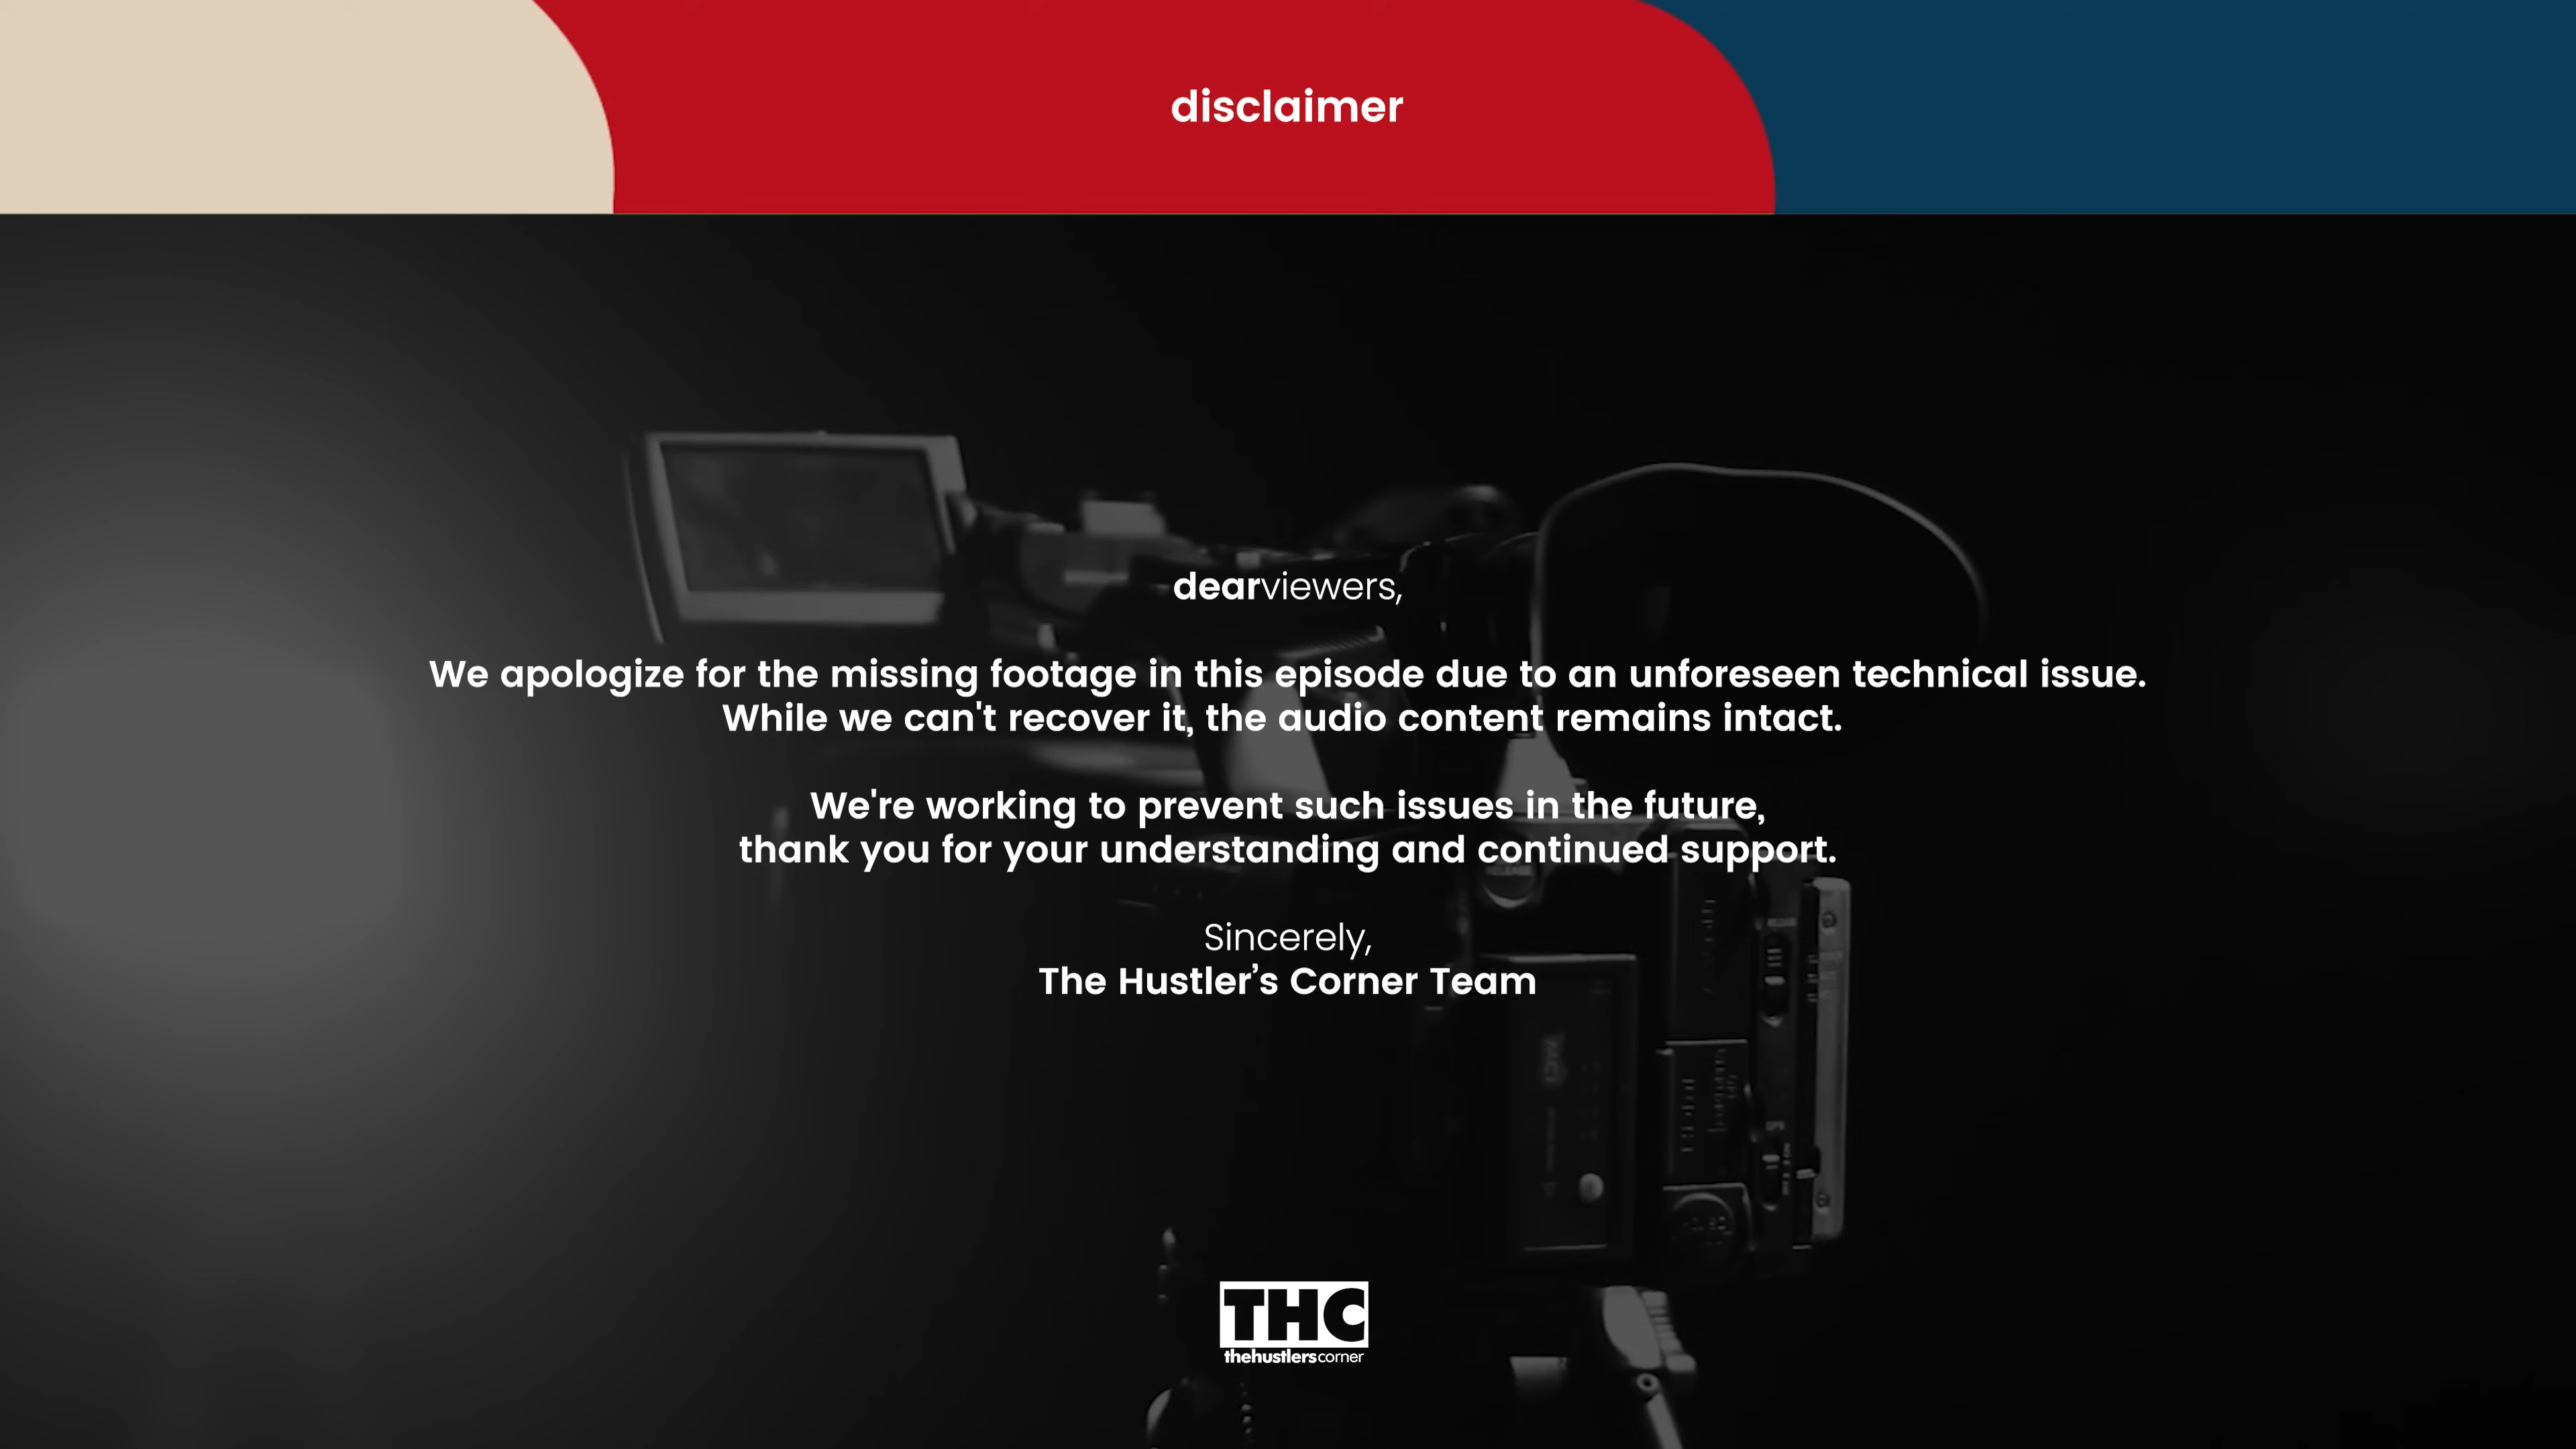 disclaimer
dearviewers,
We apologize for the missing footage in this episode due to an unforeseen technical issue.
While we can't recover it, the audio content remains intact.
We're working to prevent such issues in the future,
thank you for your understanding and continued support.
Sincerely,
The Hustler’s Corner Team
RELEASE
THC
thehustlerscorner